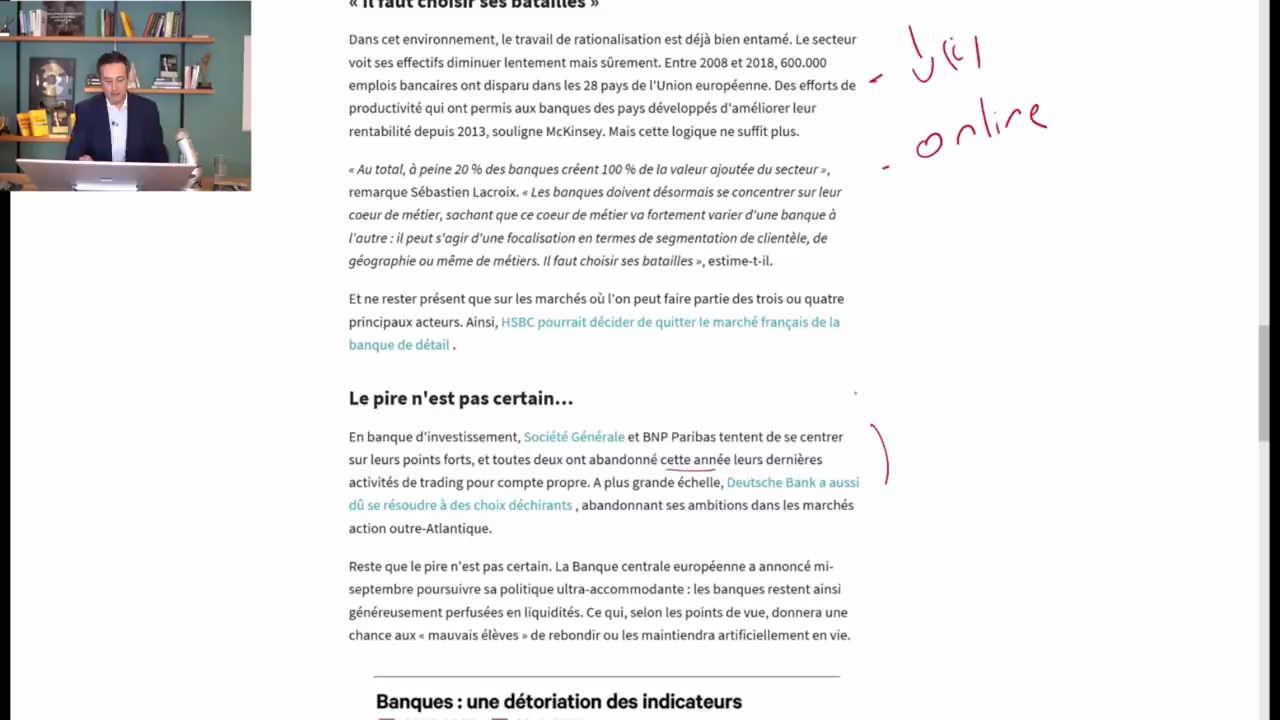 « Il faut choisir ses batailles »
Dans cet environnement, le travail de rationalisation est déjà bien entamé. Le secteur
voit ses effectifs diminuer lentement mais sûrement. Entre 2008 et 2018, 600.000
emplois bancaires ont disparu dans les 28 pays de l'Union européenne. Des efforts de
productivité qui ont permis aux banques des pays développés d'améliorer leur
rentabilité depuis 2013, souligne McKinsey. Mais cette logique ne suffit plus.
- online
« Au total, à peine 20 % des banques créent 100 % de la valeur ajoutée du secteur »,
remarque Sébastien Lacroix. « Les banques doivent désormais se concentrer sur leur
coeur de métier, sachant que ce coeur de métier va fortement varier d'une banque à
l'autre : il peut s'agir d'une focalisation en termes de segmentation de clientèle, de
géographie ou même de métiers. Il faut choisir ses batailles », estime-t-il.
Et ne rester présent que sur les marchés où l'on peut faire partie des trois ou quatre
principaux acteurs. Ainsi, HSBC pourrait décider de quitter le marché français de la
banque de détail .
Le pire n'est pas certain...
En banque d'investissement, Société Générale et BNP Paribas tentent de se centrer
sur leurs points forts, et toutes deux ont abandonné cette année leurs dernières
activités de trading pour compte propre. A plus grande échelle, Deutsche Bank a aussi
dû se résoudre à des choix déchirants , abandonnant ses ambitions dans les marchés
action outre-Atlantique.
Reste que le pire n'est pas certain. La Banque centrale européenne a annoncé mi-
septembre poursuivre sa politique ultra-accommodante : les banques restent ainsi
généreusement perfusées en liquidités. Ce qui, selon les points de vue, donnera une
chance aux « mauvais élèves » de rebondir ou les maintiendra artificiellement en vie.
Banques : une détoriation des indicateurs